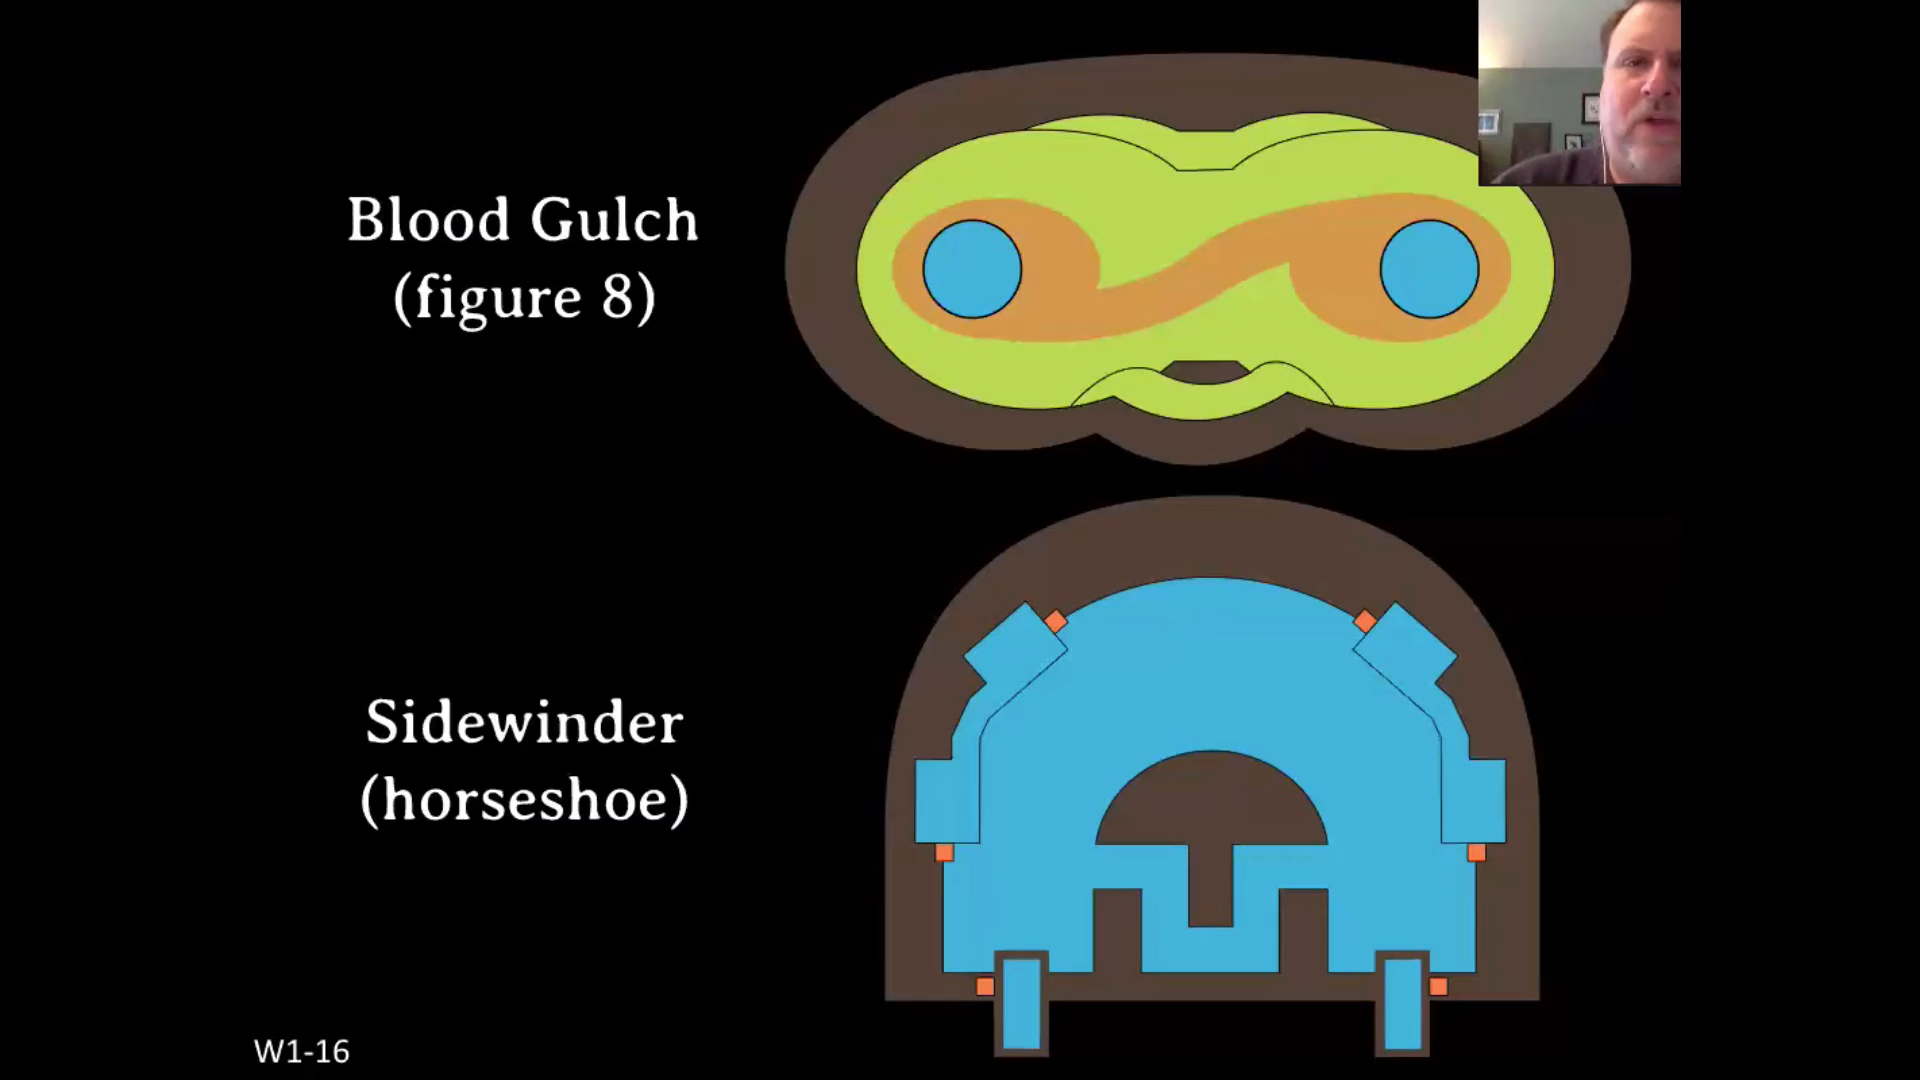 Blood Gulch
(figure 8)
Sidewinder
(horseshoe)
W1-16